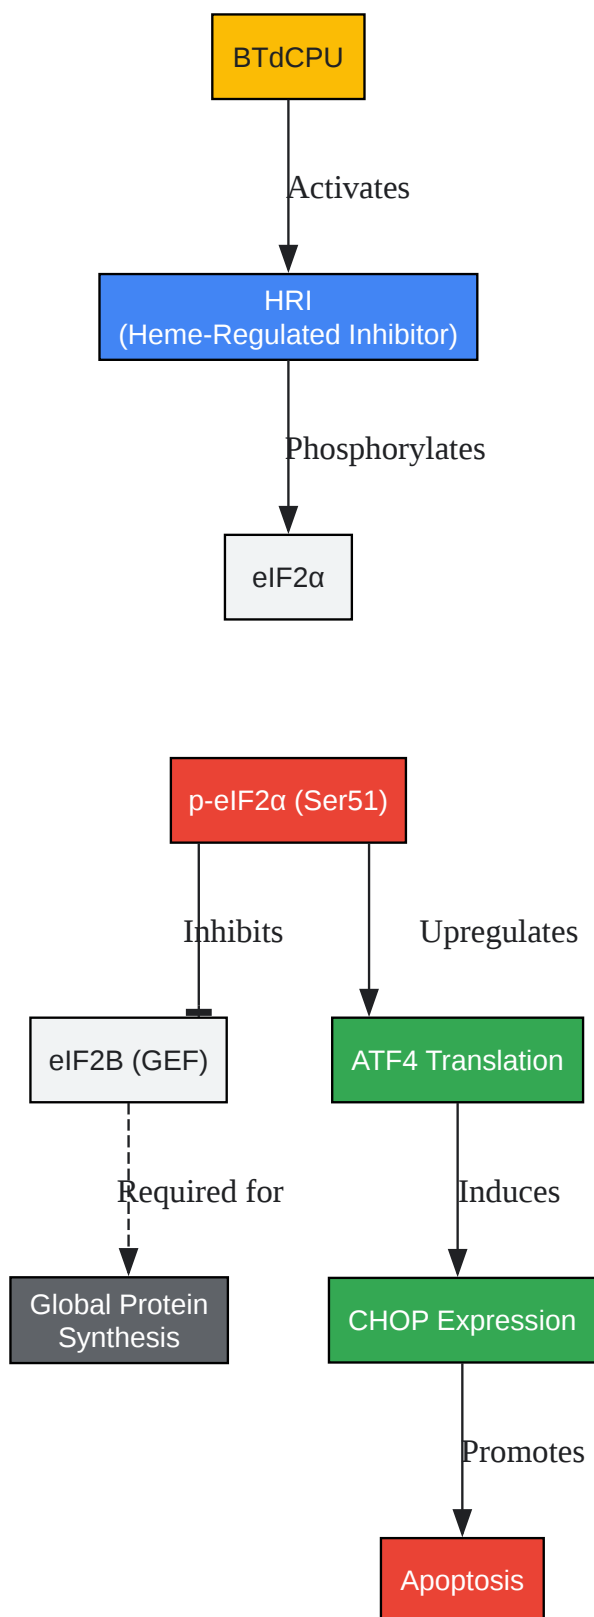 BTdCPU
Activates
HRI
(Heme-Regulated Inhibitor)
Phosphorylates
eIF2α
p-eIF2α (Ser51)
Inhibits
Upregulates
eIF2B (GEF)
ATF4 Translation
Required for
Induces
Global Protein
Synthesis
CHOP Expression
Promotes
Apoptosis